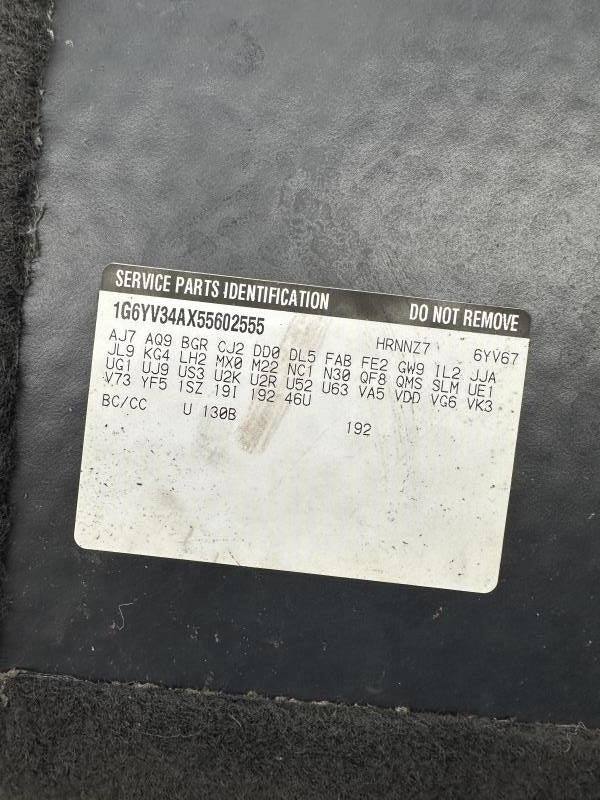 SERVICE PARTS IDENTIFICATION DO NOT REMOVE
1G6YV34AX55602555 HRNNZ7 6YV67
AJ7 AQ9 BGR CJ2 DD0 DL5 FAB FE2 GW9 IL2 JJA
JL9 KG4 LH2 MX0 M22 NC1 N30 QF8 QMS SLM UE1
UG1 UJ9 US3 U2K U2R U52 U63 VA5 VDD VG6 VK3
V73 YF5 1SZ 19I 192 46U
BC/CC U 130B 192